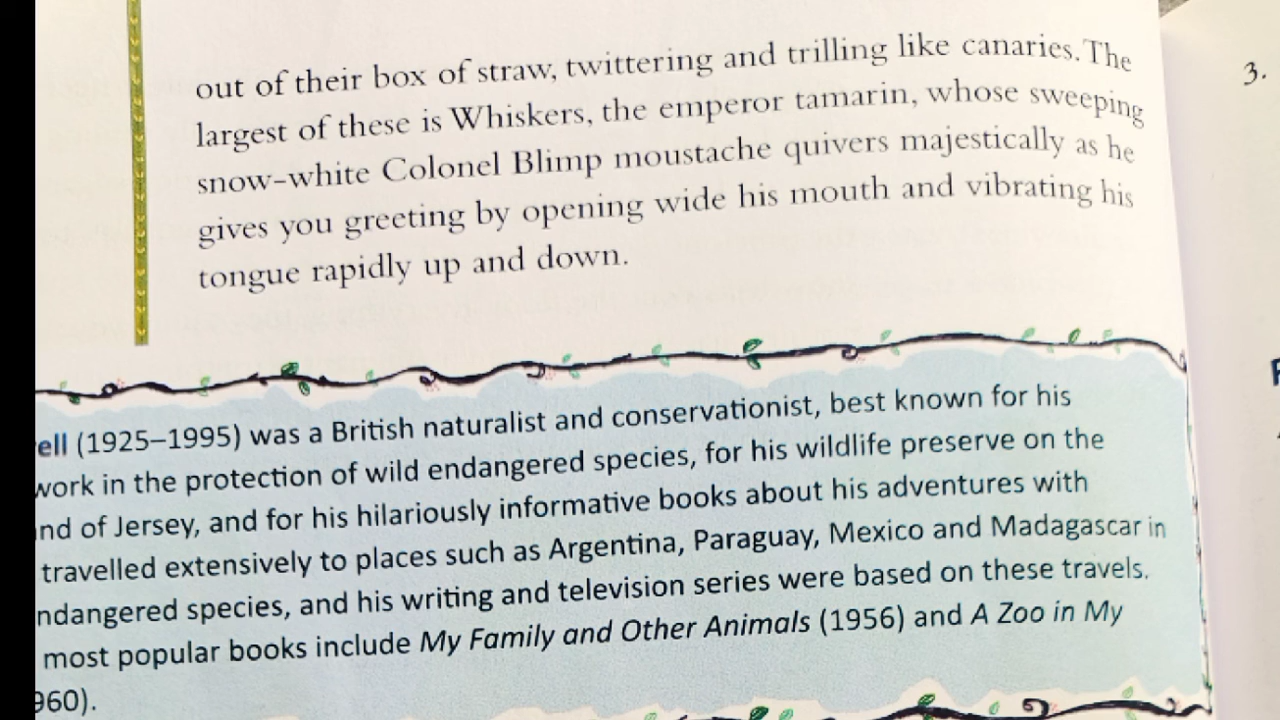 out of their box of straw, twittering and trilling like canaries. The
largest of these is Whiskers, the emperor tamarin, whose sweeping
snow-white Colonel Blimp moustache quivers majestically as he
gives you greeting by opening wide his mouth and vibrating his
tongue rapidly up and down.
ell (1925–1995) was a British naturalist and conservationist, best known for his
work in the protection of wild endangered species, for his wildlife preserve on the
nd of Jersey, and for his hilariously informative books about his adventures with
travelled extensively to places such as Argentina, Paraguay, Mexico and Madagascar in
ndangered species, and his writing and television series were based on these travels.
most popular books include My Family and Other Animals (1956) and A Zoo in My
960).
3.